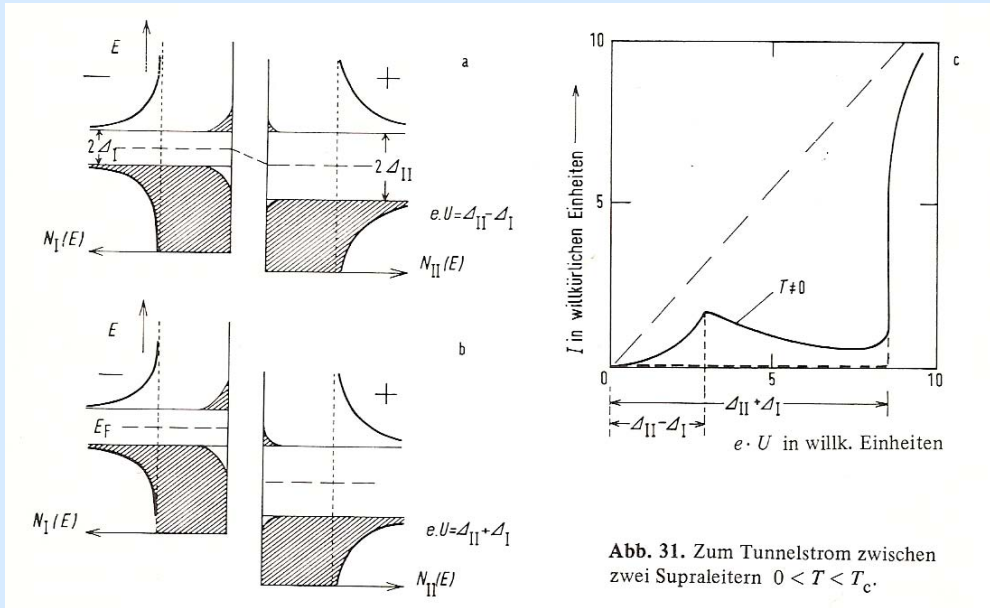 a
E
−
+
2Δ_I
2Δ_II
e.U=Δ_II−Δ_I
N_I(E)
N_II(E)
b
E
−
+
E_F
N_I(E)
e.U=Δ_II+Δ_I
N_II(E)
c
10
5
0
5
10
I in willkürlichen Einheiten
T≠0
Δ_II+Δ_I
Δ_II−Δ_I
e · U in willk. Einheiten
Abb. 31. Zum Tunnelstrom zwischen
zwei Supraleitern 0 < T < T_c.